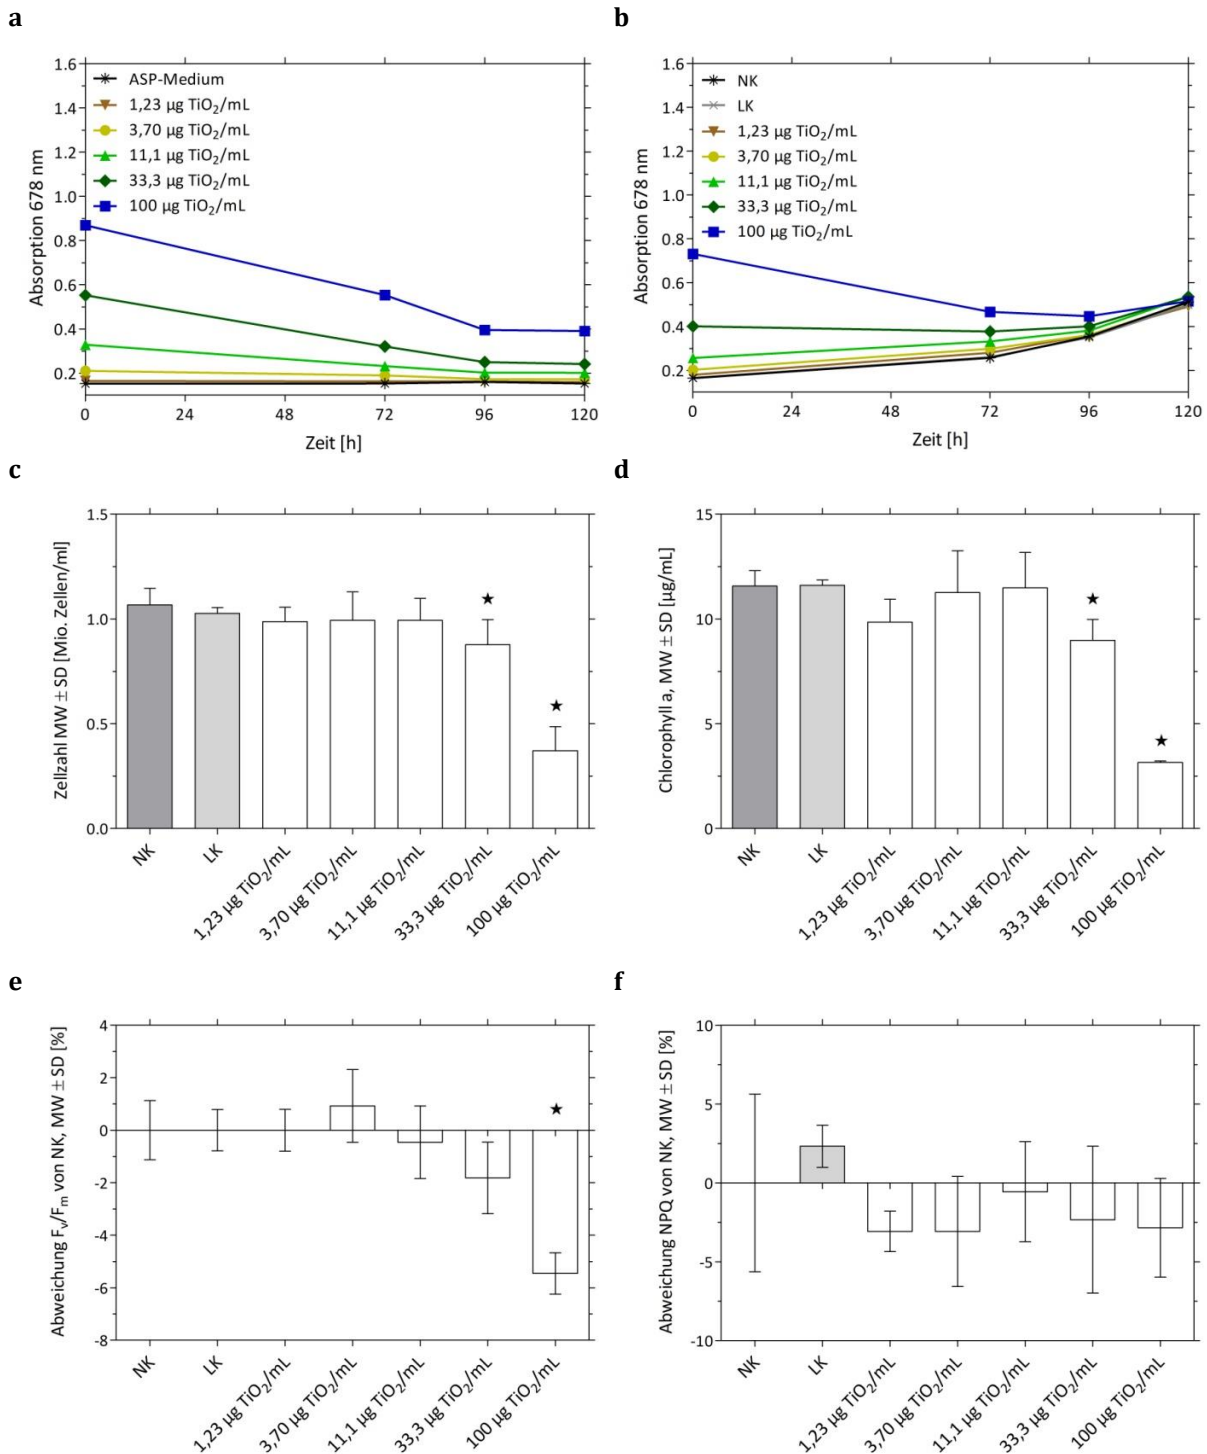 a
1.6
1.4
1.2
1.0
0.8
0.6
0.4
0.2
Absorption 678 nm
ASP-Medium
1,23 µg TiO₂/mL
3,70 µg TiO₂/mL
11,1 µg TiO₂/mL
33,3 µg TiO₂/mL
100 µg TiO₂/mL
0 24 48 72 96 120
Zeit [h]
b
1.6
1.4
1.2
1.0
0.8
0.6
0.4
0.2
Absorption 678 nm
NK
LK
1,23 µg TiO₂/mL
3,70 µg TiO₂/mL
11,1 µg TiO₂/mL
33,3 µg TiO₂/mL
100 µg TiO₂/mL
0 24 48 72 96 120
Zeit [h]
c
1.5
1.0
0.5
0.0
Zellzahl MW ± SD [Mio. Zellen/ml]
NK
LK
1,23 µg TiO₂/mL
3,70 µg TiO₂/mL
11,1 µg TiO₂/mL
33,3 µg TiO₂/mL
100 µg TiO₂/mL
d
15
10
5
0
Chlorophyll a, MW ± SD [µg/mL]
NK
LK
1,23 µg TiO₂/mL
3,70 µg TiO₂/mL
11,1 µg TiO₂/mL
33,3 µg TiO₂/mL
100 µg TiO₂/mL
e
4
2
0
-2
-4
-6
-8
Abweichung Fᵥ/Fₘ von NK, MW ± SD [%]
NK
LK
1,23 µg TiO₂/mL
3,70 µg TiO₂/mL
11,1 µg TiO₂/mL
33,3 µg TiO₂/mL
100 µg TiO₂/mL
f
10
5
0
-5
-10
Abweichung NPQ von NK, MW ± SD [%]
NK
LK
1,23 µg TiO₂/mL
3,70 µg TiO₂/mL
11,1 µg TiO₂/mL
33,3 µg TiO₂/mL
100 µg TiO₂/mL